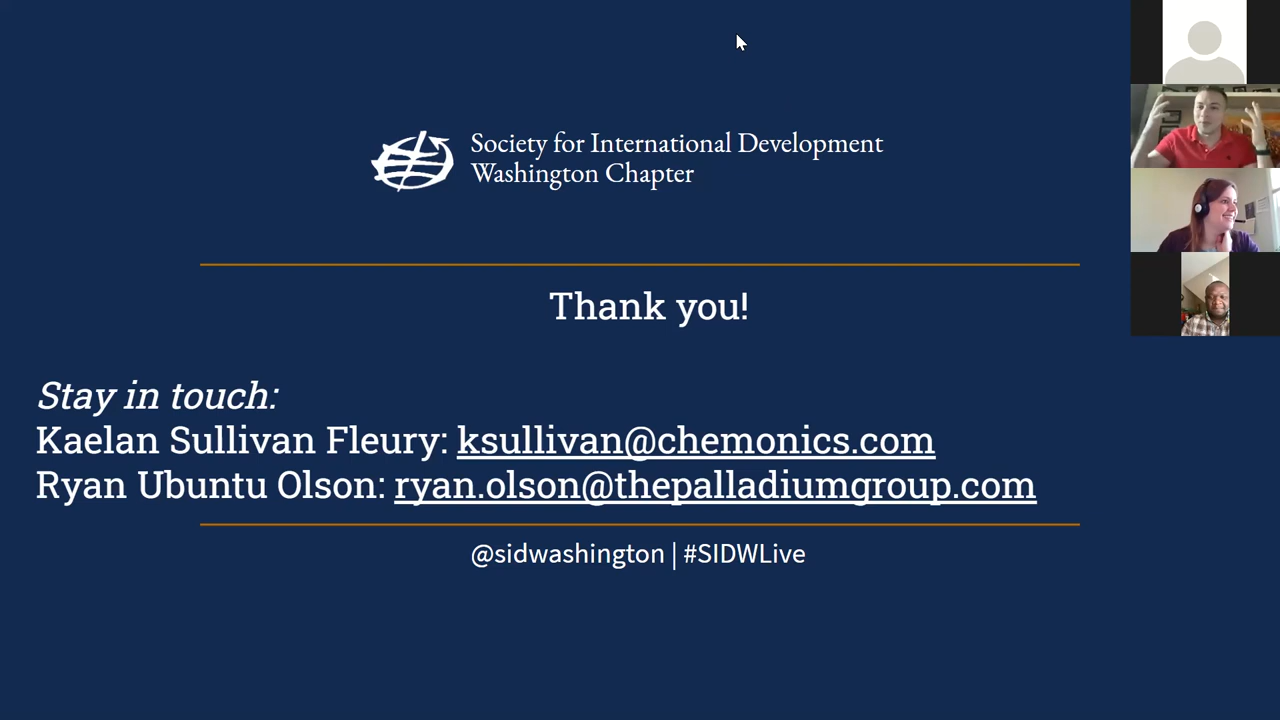 Society for International Development
Washington Chapter
Thank you!
Stay in touch:
Kaelan Sullivan Fleury: ksullivan@chemonics.com
Ryan Ubuntu Olson: ryan.olson@thepalladiumgroup.com
@sidwashington | #SIDWLive